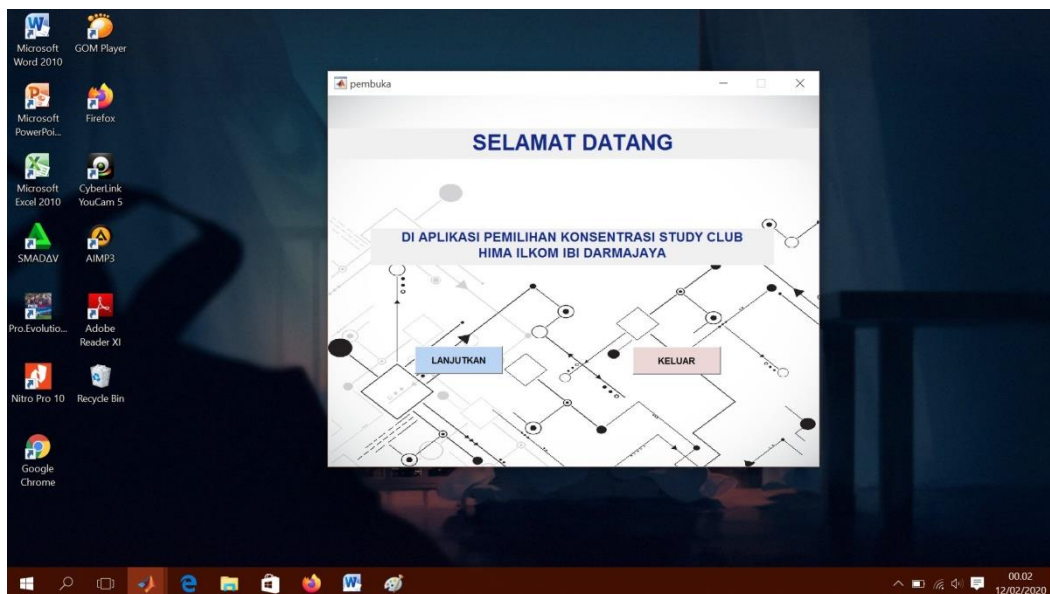 Microsoft
Word 2010
GOM Player
Microsoft
PowerPoi...
Firefox
Microsoft
Excel 2010
CyberLink
YouCam 5
SMADΔV
AIMP3
Pro.Evolutio...
Adobe
Reader XI
Nitro Pro 10
Recycle Bin
Google
Chrome
pembuka
SELAMAT DATANG
DI APLIKASI PEMILIHAN KONSENTRASI STUDY CLUB
HIMA ILKOM IBI DARMAJAYA
LANJUTKAN
KELUAR
00.02
12/02/2020